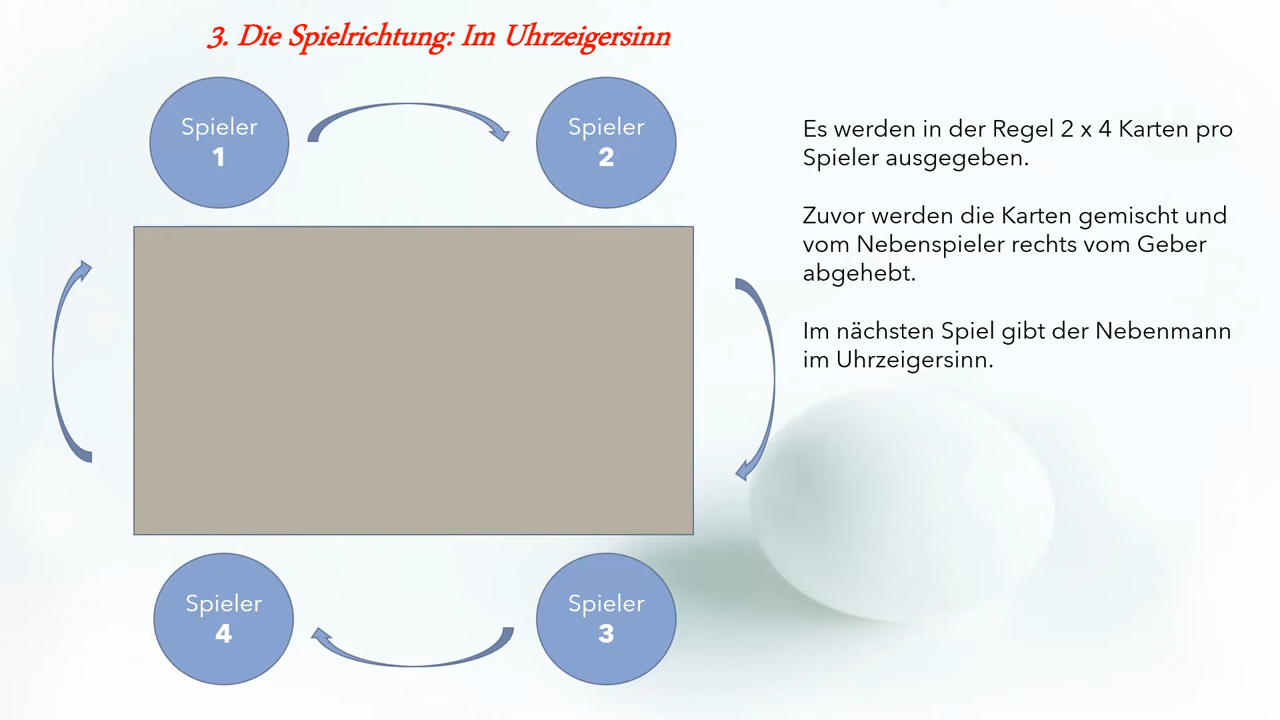 3. Die Spielrichtung: Im Uhrzeigersinn
Spieler
1
Spieler
2
Es werden in der Regel 2 x 4 Karten pro
Spieler ausgegeben.
Zuvor werden die Karten gemischt und
vom Nebenspieler rechts vom Geber
abgehebt.
Im nächsten Spiel gibt der Nebenmann
im Uhrzeigersinn.
Spieler
4
Spieler
3